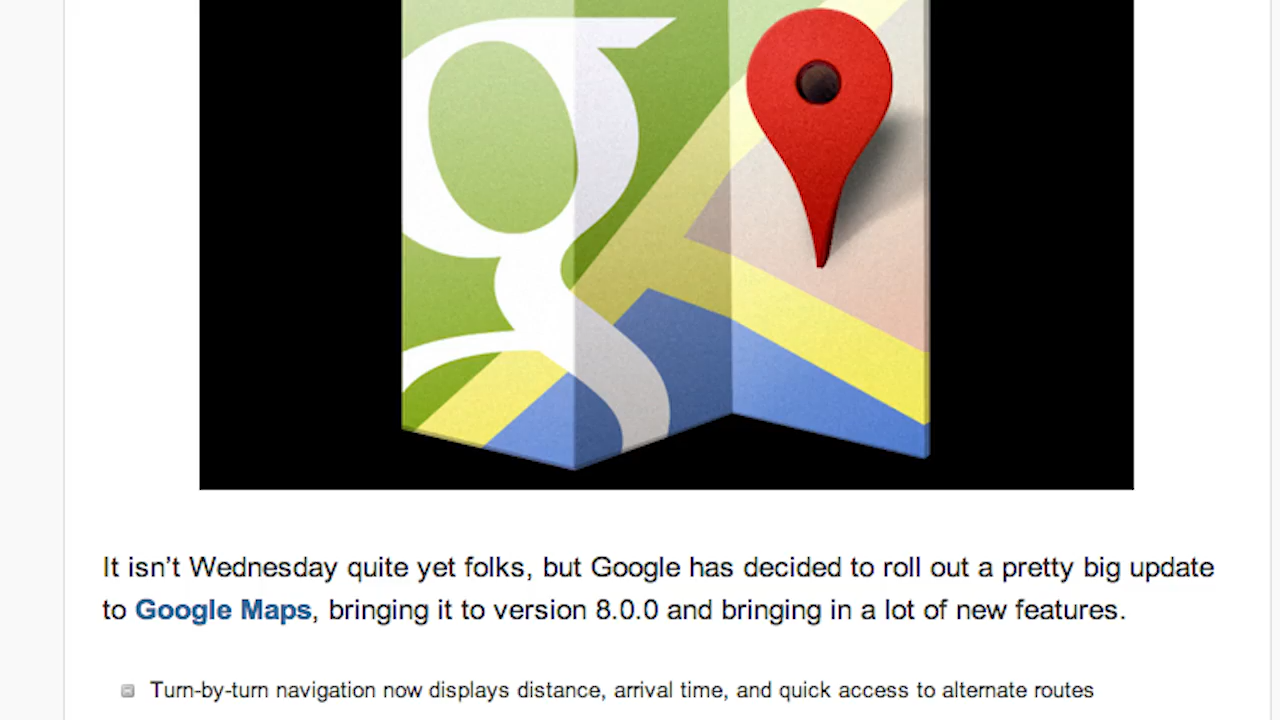 It isn’t Wednesday quite yet folks, but Google has decided to roll out a pretty big update
to Google Maps, bringing it to version 8.0.0 and bringing in a lot of new features.
Turn-by-turn navigation now displays distance, arrival time, and quick access to alternate routes